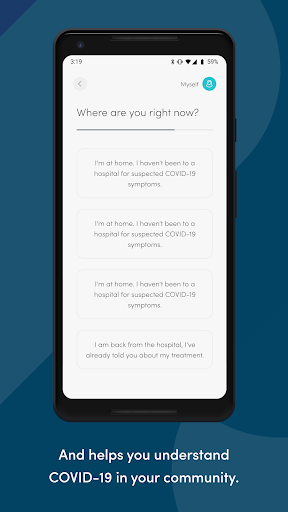 3:19
59%
Myself
Where are you right now?
I'm at home. I haven't been to a
hospital for suspected COVID-19
symptoms.
I'm at home. I haven't been to a
hospital for suspected COVID-19
symptoms.
I'm at home. I haven't been to a
hospital for suspected COVID-19
symptoms.
I am back from the hospital, I've
already told you about my treatment.
And helps you understand
COVID-19 in your community.